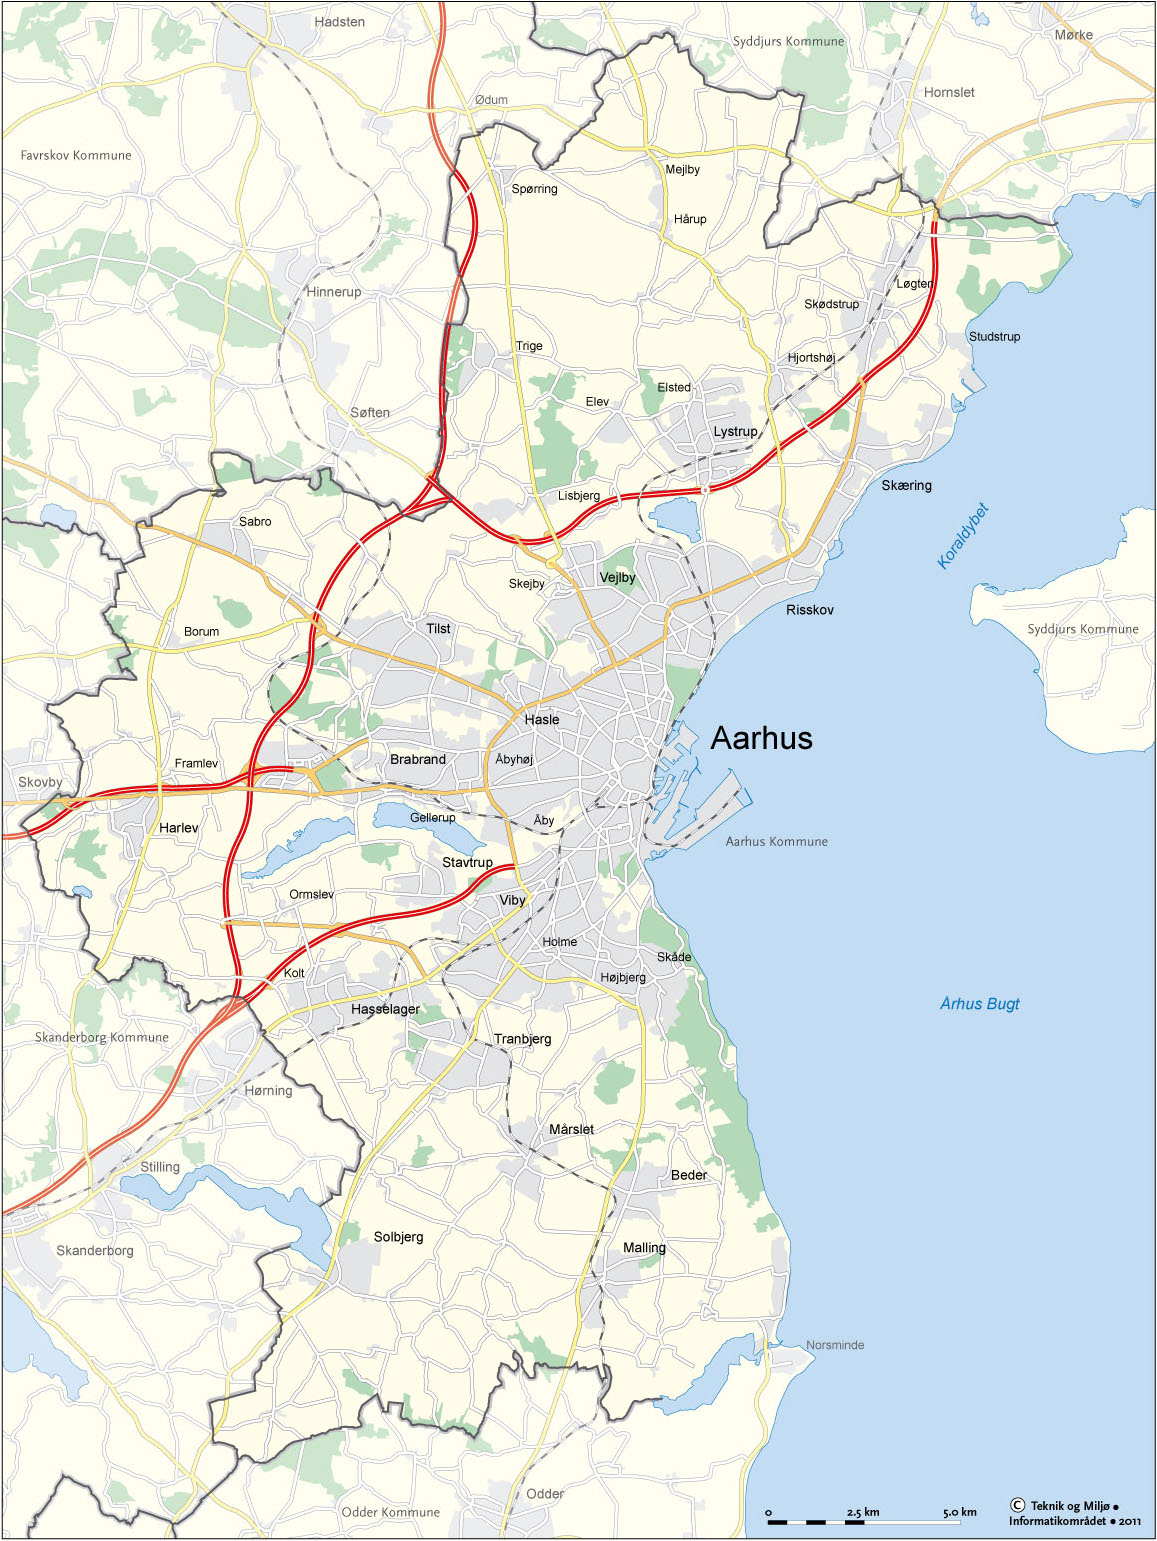 Hadsten
Syddjurs Kommune
Mørke
Hornslet
Ødum
Favrskov Kommune
Mejlby
Spørring
Hårup
Løgten
Hinnerup
Skødstrup
Studstrup
Trige
Hjortshøj
Elsted
Elev
Søften
Lystrup
Skæring
Lisbjerg
Sabro
Koraldybet
Skejby
Vejlby
Risskov
Tilst
Borum
Syddjurs Kommune
Hasle
Aarhus
Brabrand
Åbyhøj
Framlev
Skovby
Gellerup
Åby
Harlev
Aarhus Kommune
Stavtrup
Ormslev
Viby
Holme
Skåde
Kolt
Højbjerg
Hasselager
Århus Bugt
Skanderborg Kommune
Tranbjerg
Hørning
Mårslet
Stilling
Beder
Solbjerg
Malling
Skanderborg
Norsminde
Odder
Odder Kommune
0 2.5 km 5.0 km
© Teknik og Miljø •
Informatikområdet • 2011